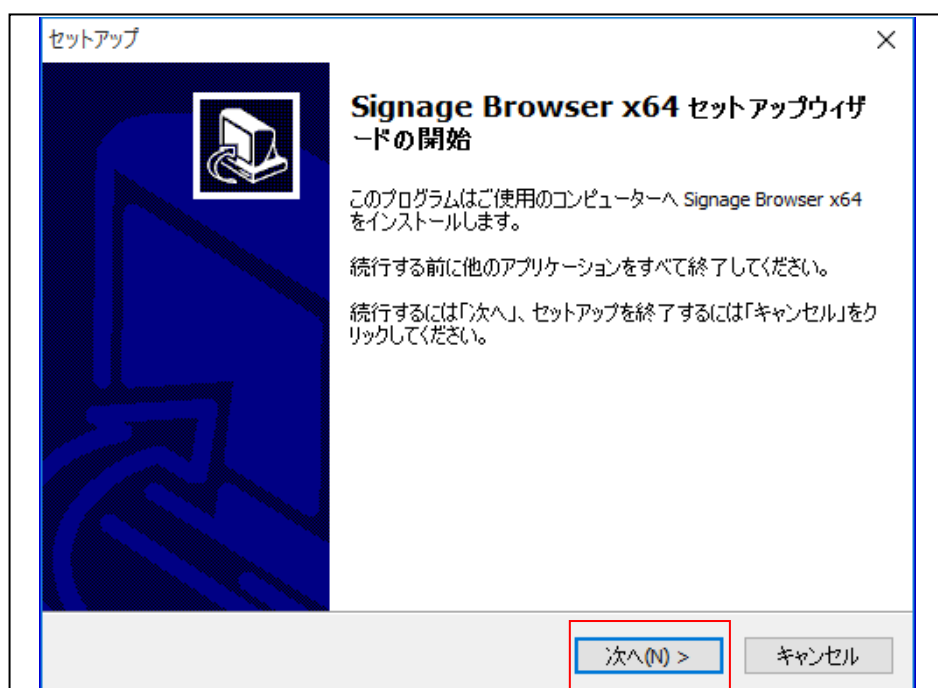 セットアップ
Signage Browser x64 セットアップウィザ
ードの開始
このプログラムはご使用のコンピューターへ Signage Browser x64
をインストールします。
続行する前に他のアプリケーションをすべて終了してください。
続行するには「次へ」、セットアップを終了するには「キャンセル」をク
リックしてください。
次へ(N) >
キャンセル